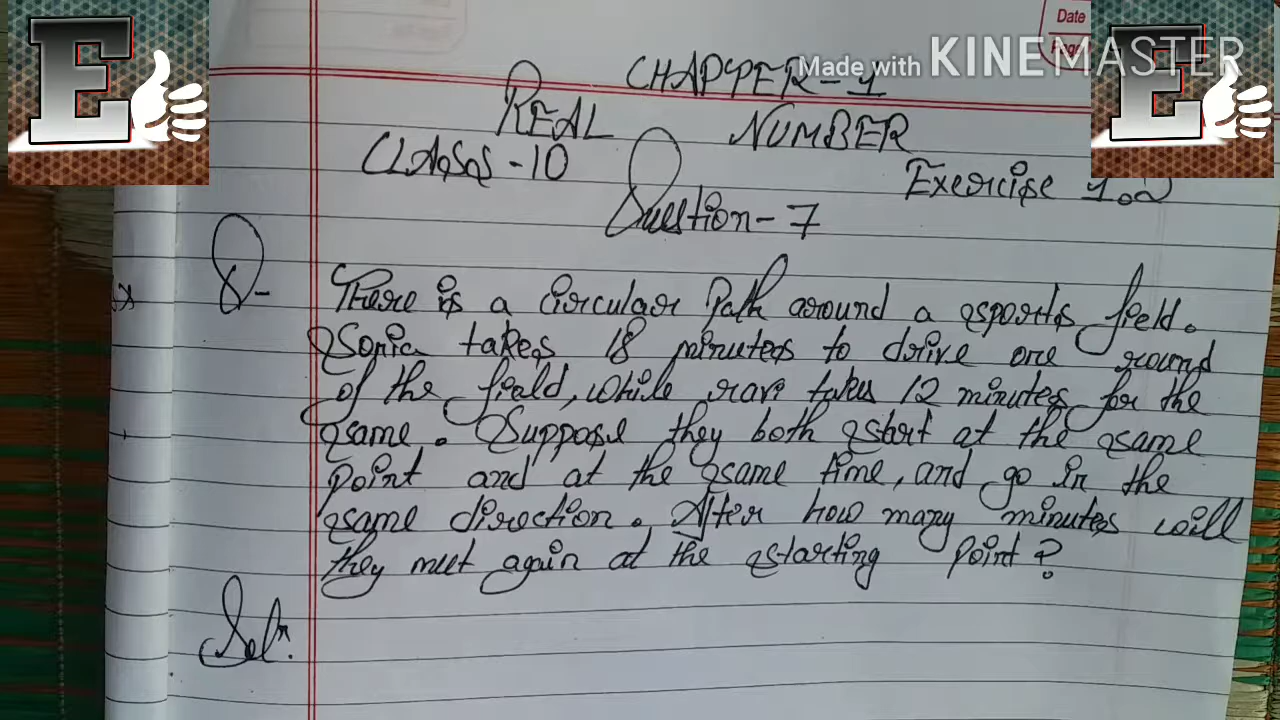 Date
Page
Made with KINEMASTER
E
E
CHAPTER-1
REAL NUMBER
CLASS-10
Exercise 1.2
Question-7
Q- There is a circular Path around a sports field.
Sonia takes 18 minutes to drive one round
of the field, while ravi takes 12 minutes for the
same. Suppose they both start at the same
point and at the same time, and go in the
same direction. After how many minutes will
they meet again at the starting point?
Solⁿ.